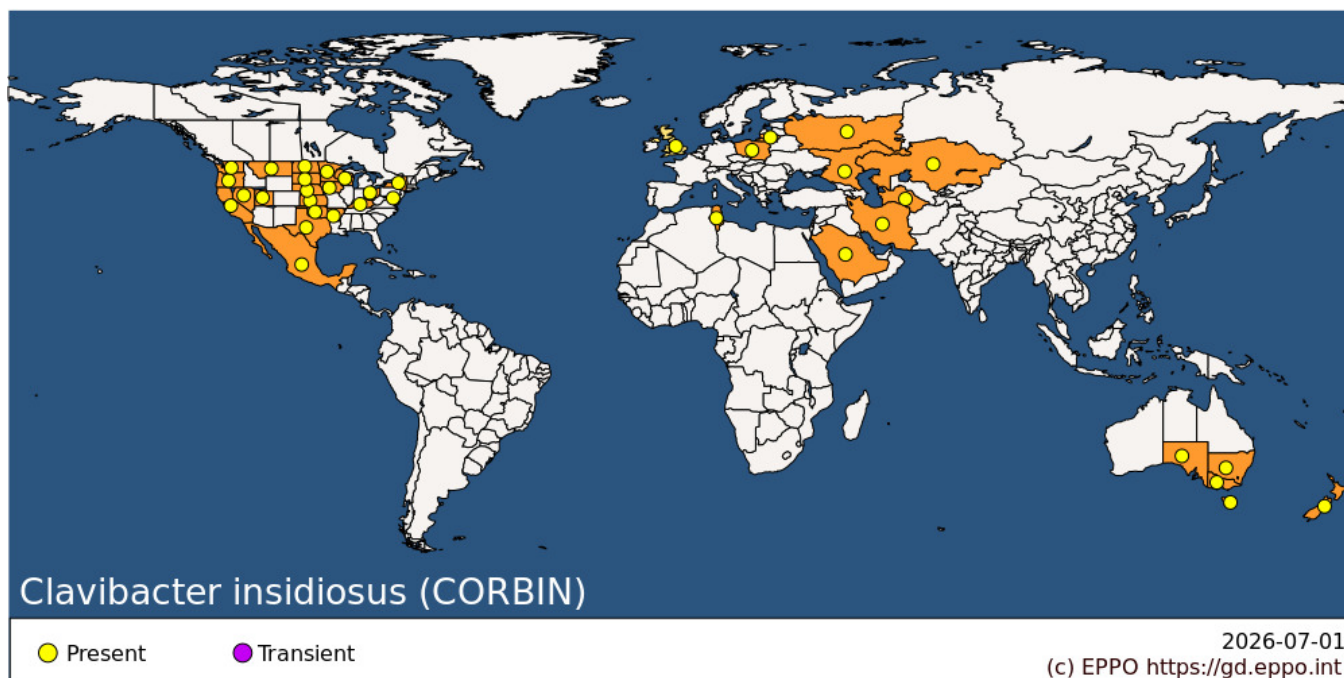 Clavibacter insidiosus (CORBIN)
Present
Transient
2026-07-01
(c) EPPO https://gd.eppo.int